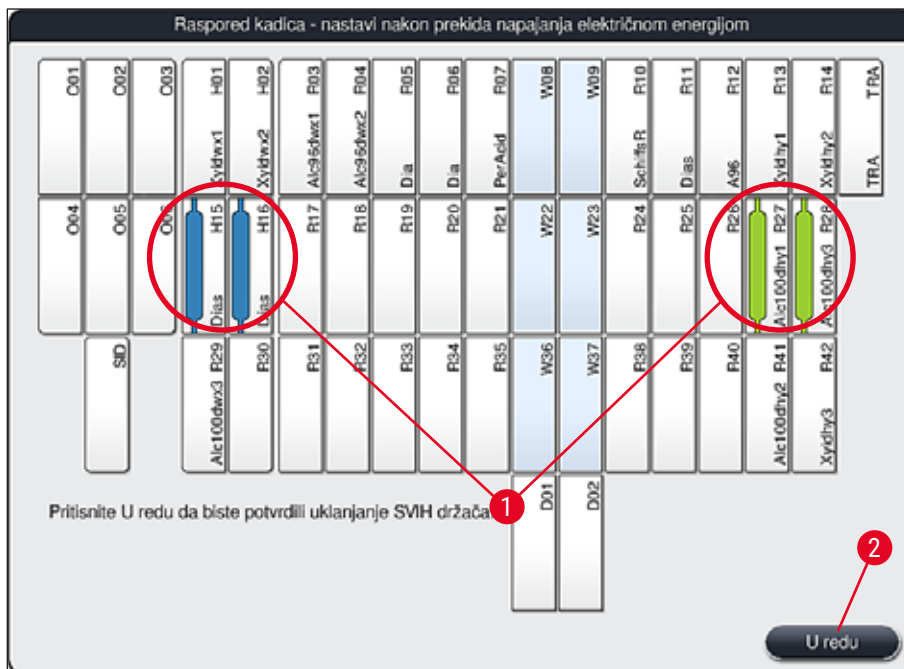 Raspored kadica - nastavi nakon prekida napajanja električnom energijom
O01 O02 O03 H01 H02 R03 R04 R05 R06 R07 W08 W09 R10 R11 R12 R13 R14 TRA
Xyldwx1 Xyldwx2 Alc96dwx1 Alc96dwx2 Dia Dia PerAcid SchiffsR Dias A96 Xyldhy1 Xyldhy2 TRA
O04 O05 O06 H15 H16 R17 R18 R19 R20 R21 W22 W23 R24 R25 R26 R27 R28
Dias Dias Alc100dhy1 Alc100dhy3
SID R29 R30 R31 R32 R33 R34 R35 W36 W37 R38 R39 R40 R41 R42
Alc100dwx3 Alc100dhy2 Xyldhy3
Pritisnite U redu da biste potvrdili uklanjanje SVIH držača
1
D01 D02
2
U redu